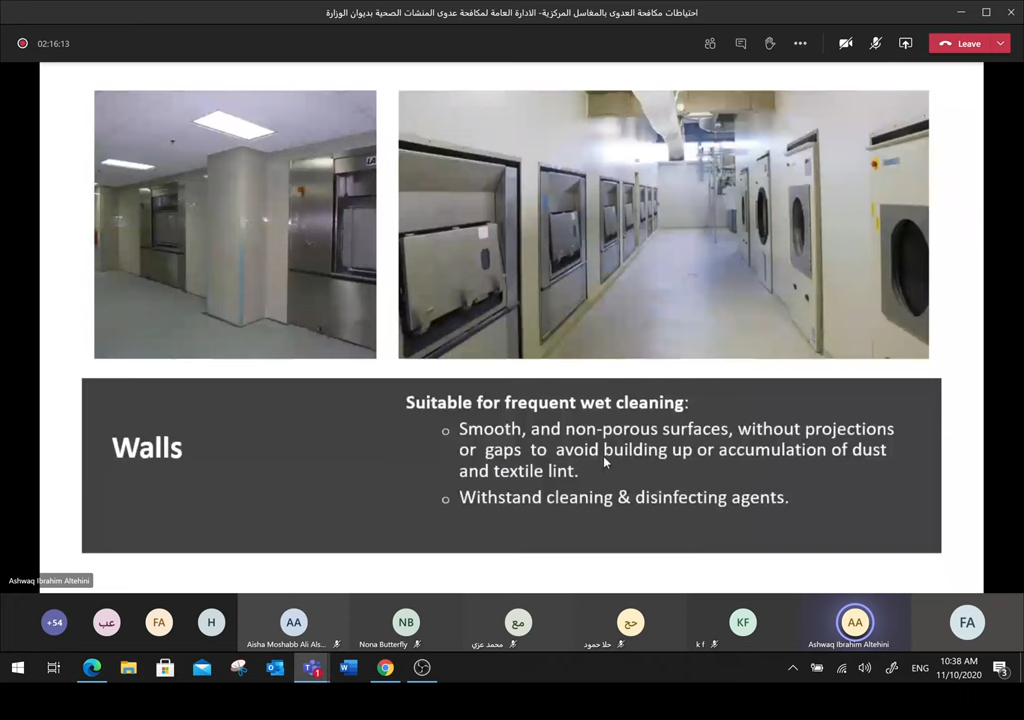 احتياطات مكافحة العدوى بالمغاسل المركزية- الادارة العامة لمكافحة عدوى المنشات الصحية بديوان الوزارة
02:16:13
Leave
Walls
Suitable for frequent wet cleaning:
o Smooth, and non-porous surfaces, without projections
or gaps to avoid building up or accumulation of dust
and textile lint.
o Withstand cleaning & disinfecting agents.
Ashwaq Ibrahim Altehini
+54
عب
FA
H
AA
Aisha Moshabb Ali Als...
NB
Nona Butterfly
مع
محمد عزي
حح
حلا حمود
KF
k f
AA
Ashwaq Ibrahim Altehini
FA
1
ENG
10:38 AM
11/10/2020
3